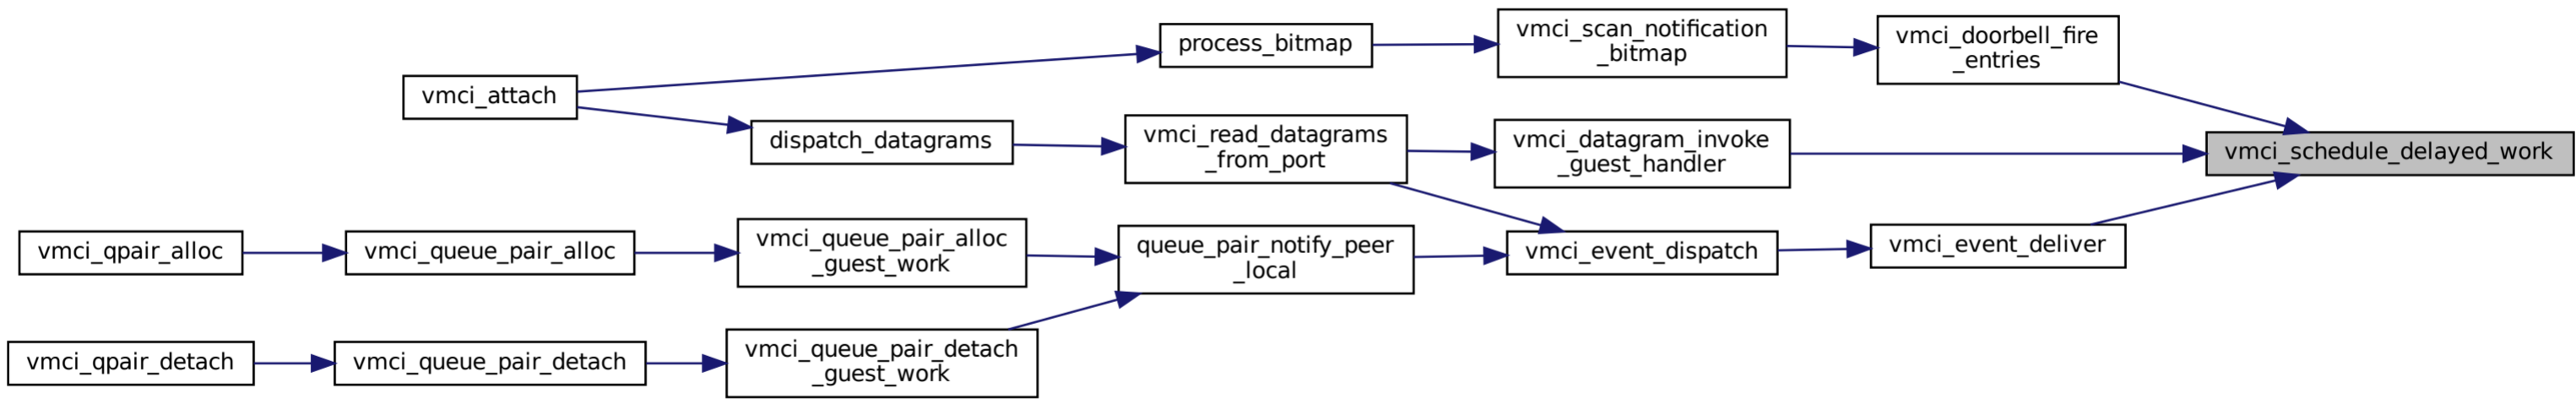 process_bitmap
vmci_scan_notification
_bitmap
vmci_doorbell_fire
_entries
vmci_attach
dispatch_datagrams
vmci_read_datagrams
_from_port
vmci_datagram_invoke
_guest_handler
vmci_schedule_delayed_work
vmci_qpair_alloc
vmci_queue_pair_alloc
vmci_queue_pair_alloc
_guest_work
queue_pair_notify_peer
_local
vmci_event_dispatch
vmci_event_deliver
vmci_qpair_detach
vmci_queue_pair_detach
vmci_queue_pair_detach
_guest_work